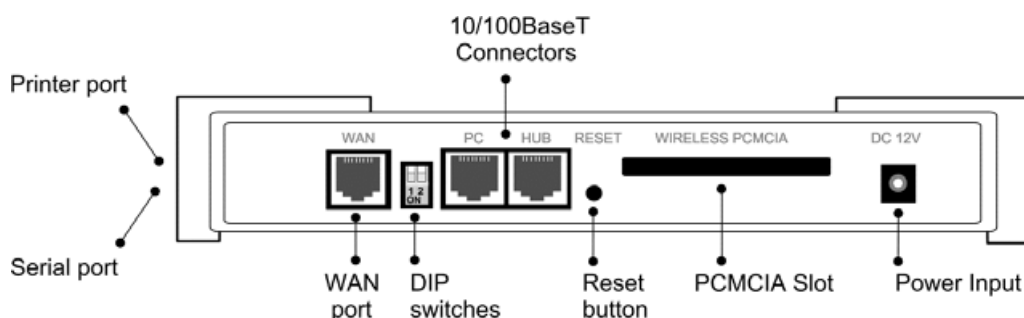 10/100BaseT
Connectors
Printer port
WAN
PC
HUB
RESET
WIRELESS PCMCIA
DC 12V
1 2
ON
Serial port
WAN
port
DIP
switches
Reset
button
PCMCIA Slot
Power Input